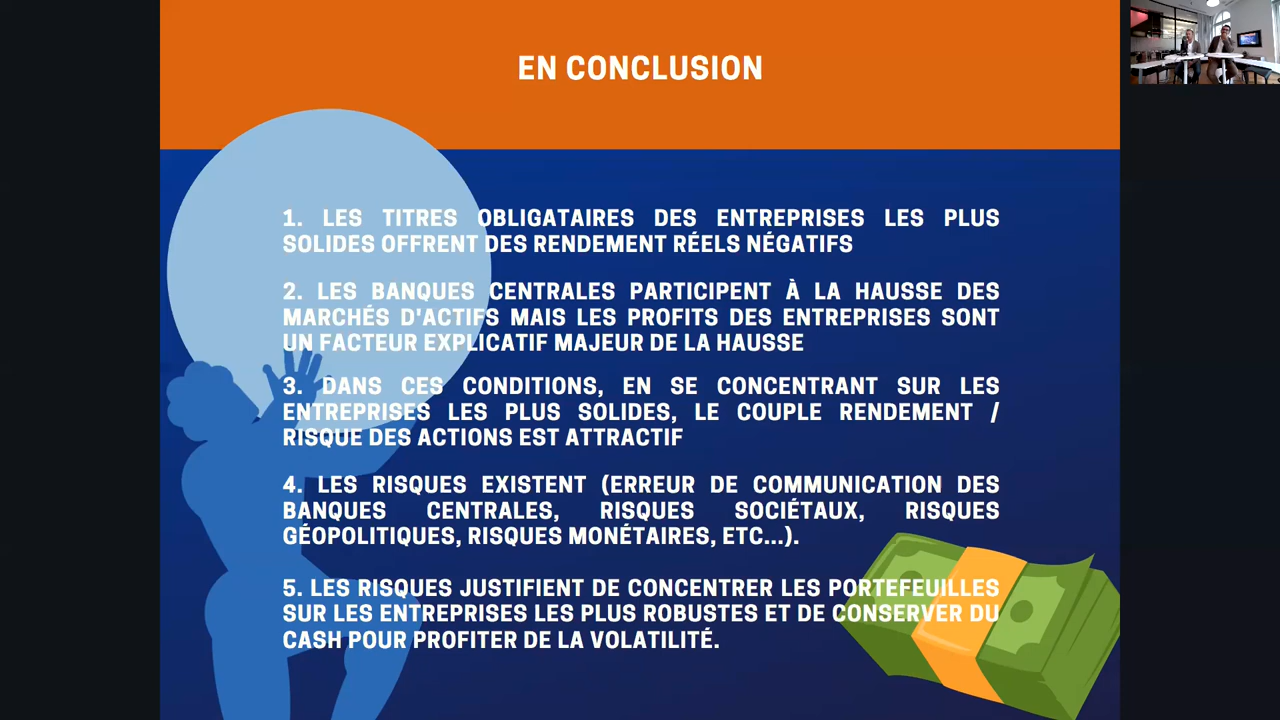 EN CONCLUSION
1. LES TITRES OBLIGATAIRES DES ENTREPRISES LES PLUS
SOLIDES OFFRENT DES RENDEMENT RÉELS NÉGATIFS
2. LES BANQUES CENTRALES PARTICIPENT À LA HAUSSE DES
MARCHÉS D'ACTIFS MAIS LES PROFITS DES ENTREPRISES SONT
UN FACTEUR EXPLICATIF MAJEUR DE LA HAUSSE
3. DANS CES CONDITIONS, EN SE CONCENTRANT SUR LES
ENTREPRISES LES PLUS SOLIDES, LE COUPLE RENDEMENT /
RISQUE DES ACTIONS EST ATTRACTIF
4. LES RISQUES EXISTENT (ERREUR DE COMMUNICATION DES
BANQUES CENTRALES, RISQUES SOCIÉTAUX, RISQUES
GÉOPOLITIQUES, RISQUES MONÉTAIRES, ETC...).
5. LES RISQUES JUSTIFIENT DE CONCENTRER LES PORTEFEUILLES
SUR LES ENTREPRISES LES PLUS ROBUSTES ET DE CONSERVER DU
CASH POUR PROFITER DE LA VOLATILITÉ.